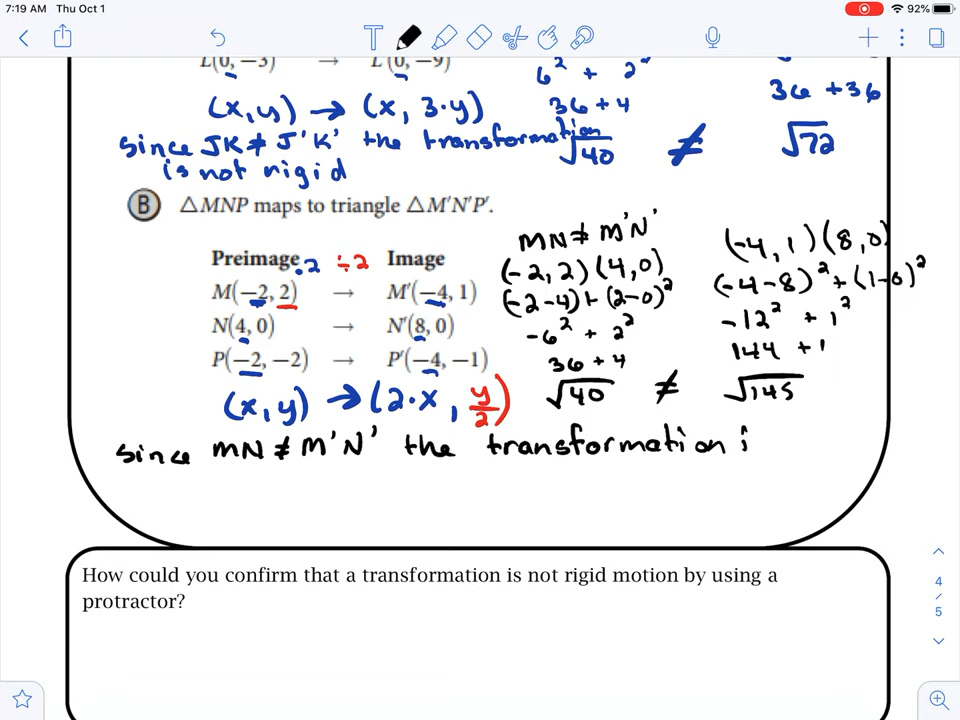 7:19 AM Thu Oct 1
92%
L(0, −3) → L′(0, −9)
6² + 2²
36 + 4
√40 ≠ √72
36 + 36
(x,y) → (x, 3·y)
since JK ≠ J'K' the transformation
is not rigid
B △MNP maps to triangle △M′N′P′.
Preimage ·2 ÷2 Image
M(−2, 2) → M′(−4, 1)
N(4, 0) → N′(8, 0)
P(−2, −2) → P′(−4, −1)
(x,y) → (2·x, y/2)
MN ≠ M'N'
(-2,2)(4,0)
(-2-4)+(2-0)²
-6² + 2²
36 + 4
√40 ≠ √145
(-4,1)(8,0)
(-4-8)²+(1-0)²
-12² + 1²
144 + 1
since MN ≠ M'N' the transformation i
How could you confirm that a transformation is not rigid motion by using a
protractor?
4
/
5